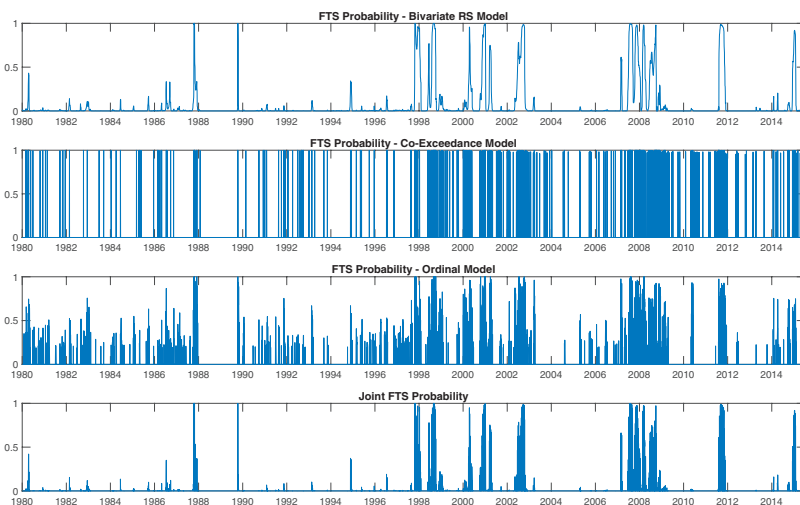 FTS Probability - Bivariate RS Model
1
0.5
0
1980 1982 1984 1986 1988 1990 1992 1994 1996 1998 2000 2002 2004 2006 2008 2010 2012 2014
FTS Probability - Co-Exceedance Model
1
0.5
0
1980 1982 1984 1986 1988 1990 1992 1994 1996 1998 2000 2002 2004 2006 2008 2010 2012 2014
FTS Probability - Ordinal Model
1
0.5
0
1980 1982 1984 1986 1988 1990 1992 1994 1996 1998 2000 2002 2004 2006 2008 2010 2012 2014
Joint FTS Probability
1
0.5
0
1980 1982 1984 1986 1988 1990 1992 1994 1996 1998 2000 2002 2004 2006 2008 2010 2012 2014